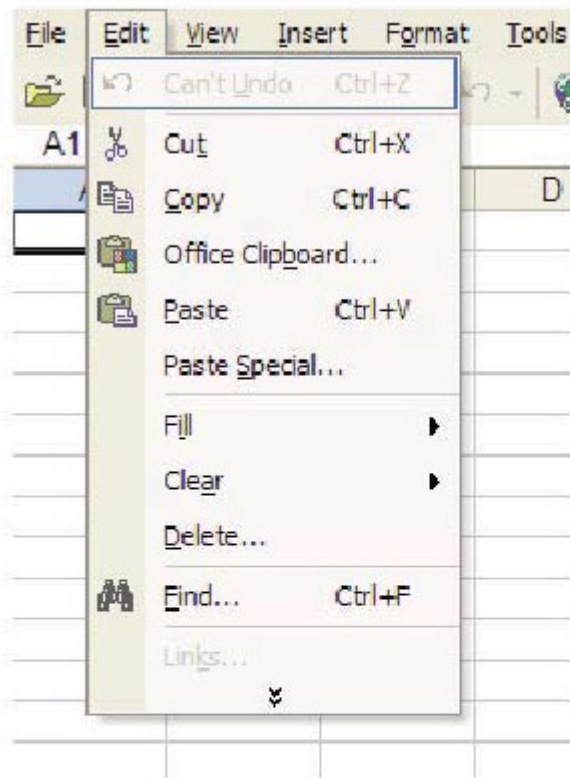 File Edit View Insert Format Tools
Can't Undo Ctrl+Z
A1
Cut Ctrl+X
D
Copy Ctrl+C
Office Clipboard...
Paste Ctrl+V
Paste Special...
Fill
Clear
Delete...
Find... Ctrl+F
Links...